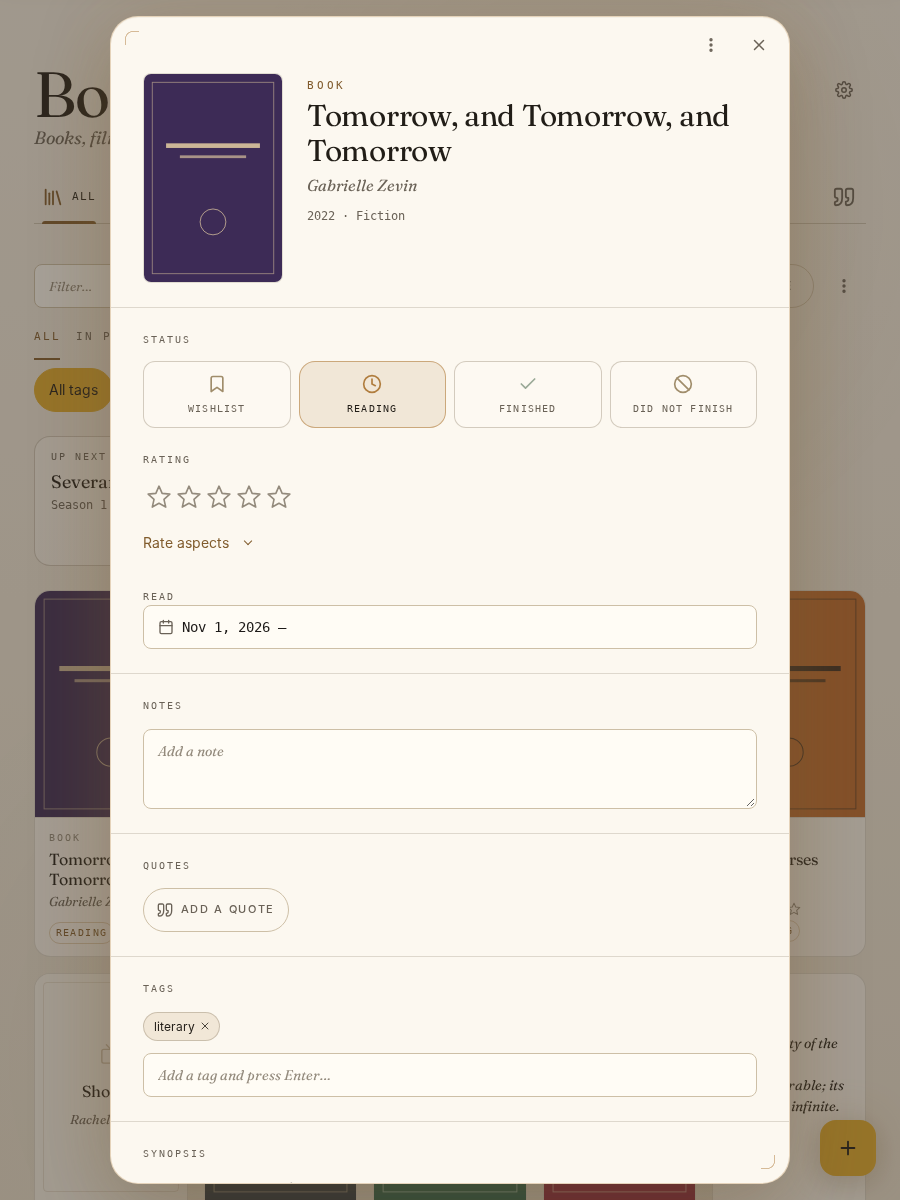 Bo
Books, fil
ALL
Filter...
ALL IN P
All tags
UP NEXT
Severa
Season 1
BOOK
Tomorrow, and Tomorrow, and
Tomorrow
Gabrielle Zevin
2022 · Fiction
STATUS
WISHLIST
READING
FINISHED
DID NOT FINISH
RATING
Rate aspects
READ
Nov 1, 2026 —
NOTES
Add a note
QUOTES
ADD A QUOTE
TAGS
literary
Add a tag and press Enter...
SYNOPSIS
BOOK
Tomorro
Tomorro
Gabrielle Z
READING
rses
Sho
Rachel
ty of the
rable; its
infinite.